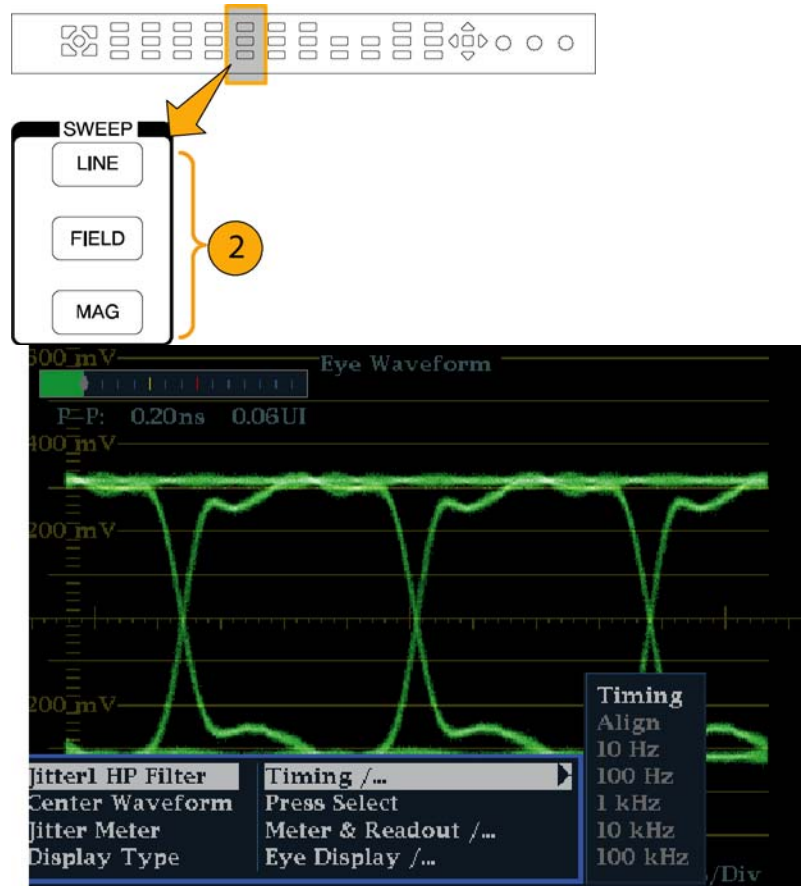 SWEEP
LINE
FIELD
MAG
2
600 mV
Eye Waveform
P-P: 0.20ns 0.06UI
400 mV
200 mV
200 mV
Timing
Align
10 Hz
100 Hz
1 kHz
10 kHz
100 kHz
Jitter1 HP Filter Timing /...
Center Waveform Press Select
Jitter Meter Meter & Readout /...
Display Type Eye Display /...
/Div